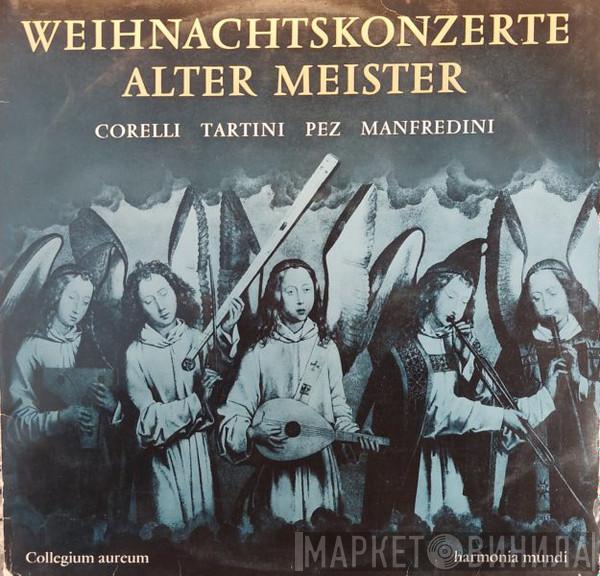 WEIHNACHTSKONZERTE
ALTER MEISTER
CORELLI TARTINI PEZ MANFREDINI
Collegium aureum
harmonia mundi
МАРКЕТ ВИНИЛА